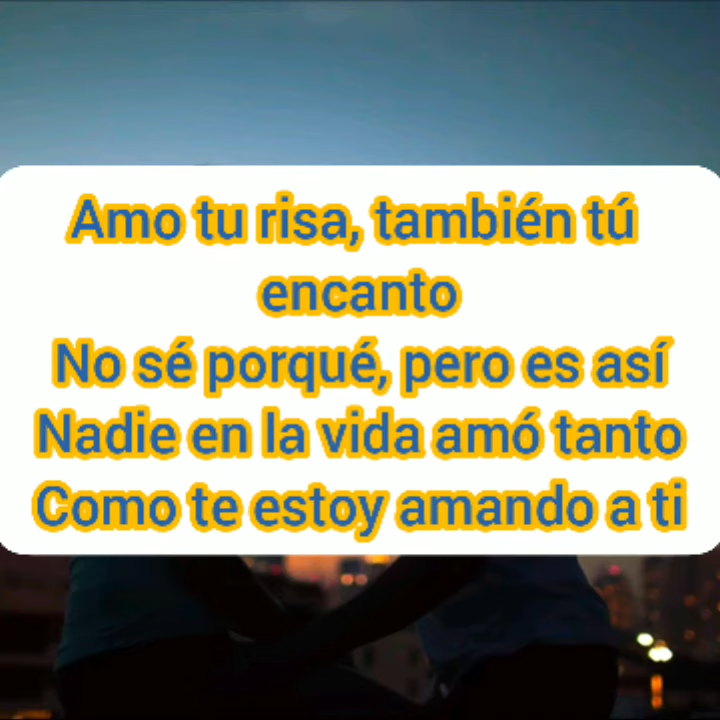 Amo tu risa, también tú
encanto
No sé porqué, pero es así
Nadie en la vida amó tanto
Como te estoy amando a ti